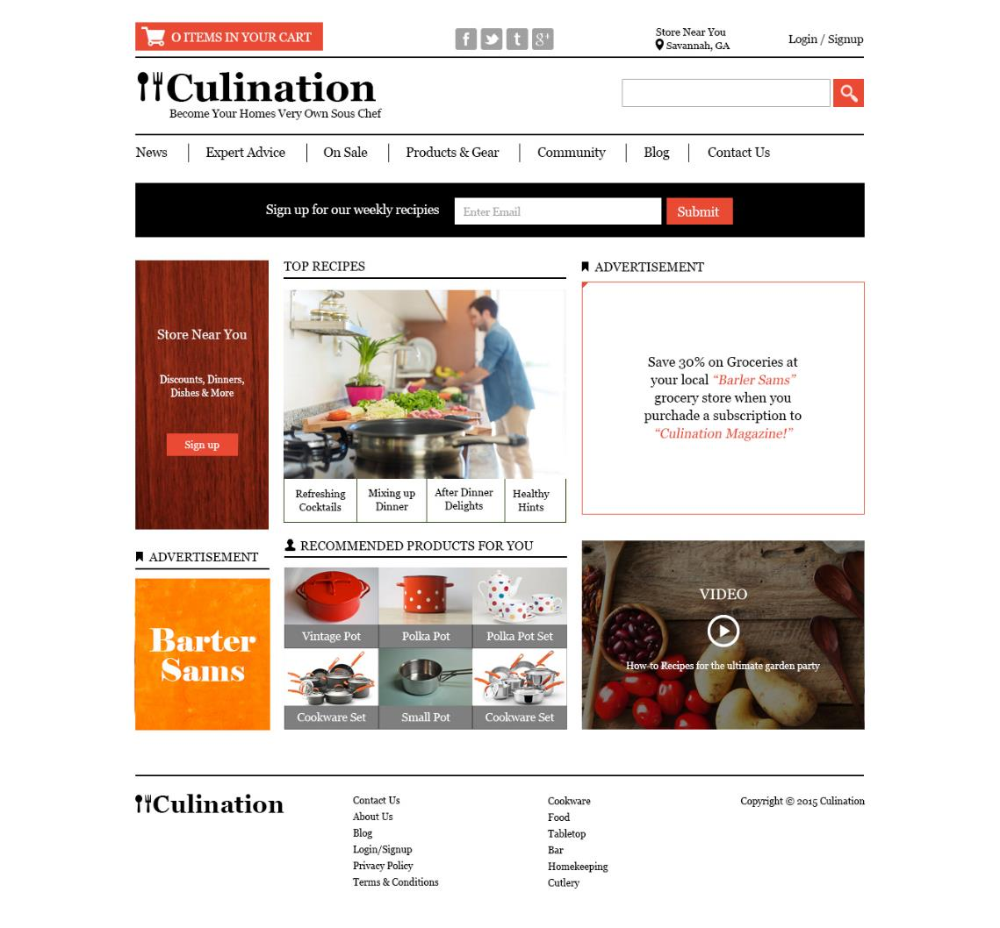 0 ITEMS IN YOUR CART
f
t
g+
Store Near You
Savannah, GA
Login / Signup
Culination
Become Your Homes Very Own Sous Chef
News
Expert Advice
On Sale
Products & Gear
Community
Blog
Contact Us
Sign up for our weekly recipies
Enter Email
Submit
Store Near You
Discounts, Dinners,
Dishes & More
Sign up
ADVERTISEMENT
Barter
Sams
TOP RECIPES
Refreshing
Cocktails
Mixing up
Dinner
After Dinner
Delights
Healthy
Hints
RECOMMENDED PRODUCTS FOR YOU
Vintage Pot
Polka Pot
Polka Pot Set
Cookware Set
Small Pot
Cookware Set
ADVERTISEMENT
Save 30% on Groceries at
your local “Barler Sams”
grocery store when you
purchade a subscription to
“Culination Magazine!”
VIDEO
How-to Recipes for the ultimate garden party
Culination
Contact Us
About Us
Blog
Login/Signup
Privacy Policy
Terms & Conditions
Cookware
Food
Tabletop
Bar
Homekeeping
Cutlery
Copyright © 2015 Culination